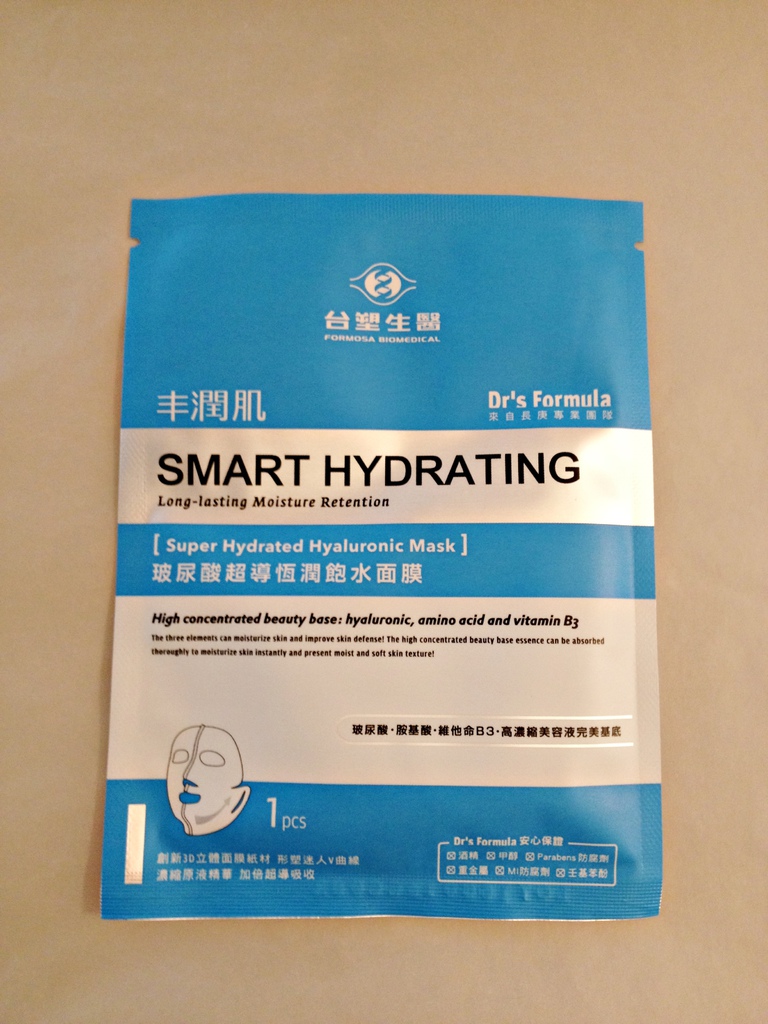 台塑生醫
FORMOSA BIOMEDICAL
丰潤肌
Dr's Formula
來自長庚專業團隊
SMART HYDRATING
Long-lasting Moisture Retention
[ Super Hydrated Hyaluronic Mask ]
玻尿酸超導恆潤飽水面膜
High concentrated beauty base: hyaluronic, amino acid and vitamin B3
The three elements can moisturize skin and improve skin defense! The high concentrated beauty base essence can be absorbed
thoroughly to moisturize skin instantly and present moist and soft skin texture!
玻尿酸·胺基酸·維他命B3·高濃縮美容液完美基底
1pcs
創新3D立體面膜紙材 形塑迷人V曲線
濃縮原液精華 加倍超導吸收
Dr's Formula 安心保證
☒酒精 ☒甲醇 ☒Parabens防腐劑
☒重金屬 ☒MI防腐劑 ☒壬基苯酚